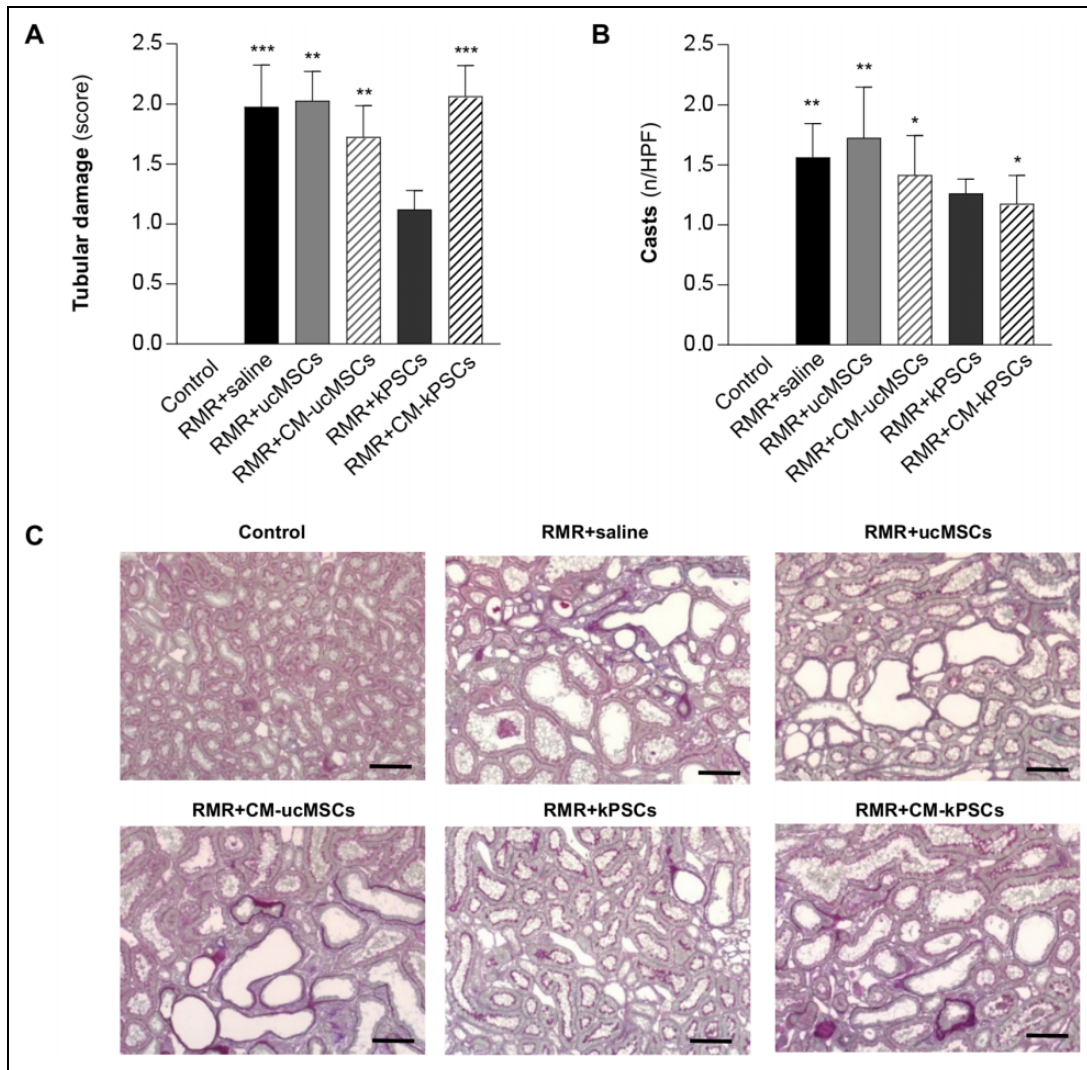 A
Tubular damage (score)
2.5
2.0
1.5
1.0
0.5
0.0
***
**
**
***
Control
RMR+saline
RMR+ucMSCs
RMR+CM-ucMSCs
RMR+kPSCs
RMR+CM-kPSCs
B
Casts (n/HPF)
2.5
2.0
1.5
1.0
0.5
0.0
**
**
*
*
Control
RMR+saline
RMR+ucMSCs
RMR+CM-ucMSCs
RMR+kPSCs
RMR+CM-kPSCs
C
Control
RMR+saline
RMR+ucMSCs
RMR+CM-ucMSCs
RMR+kPSCs
RMR+CM-kPSCs